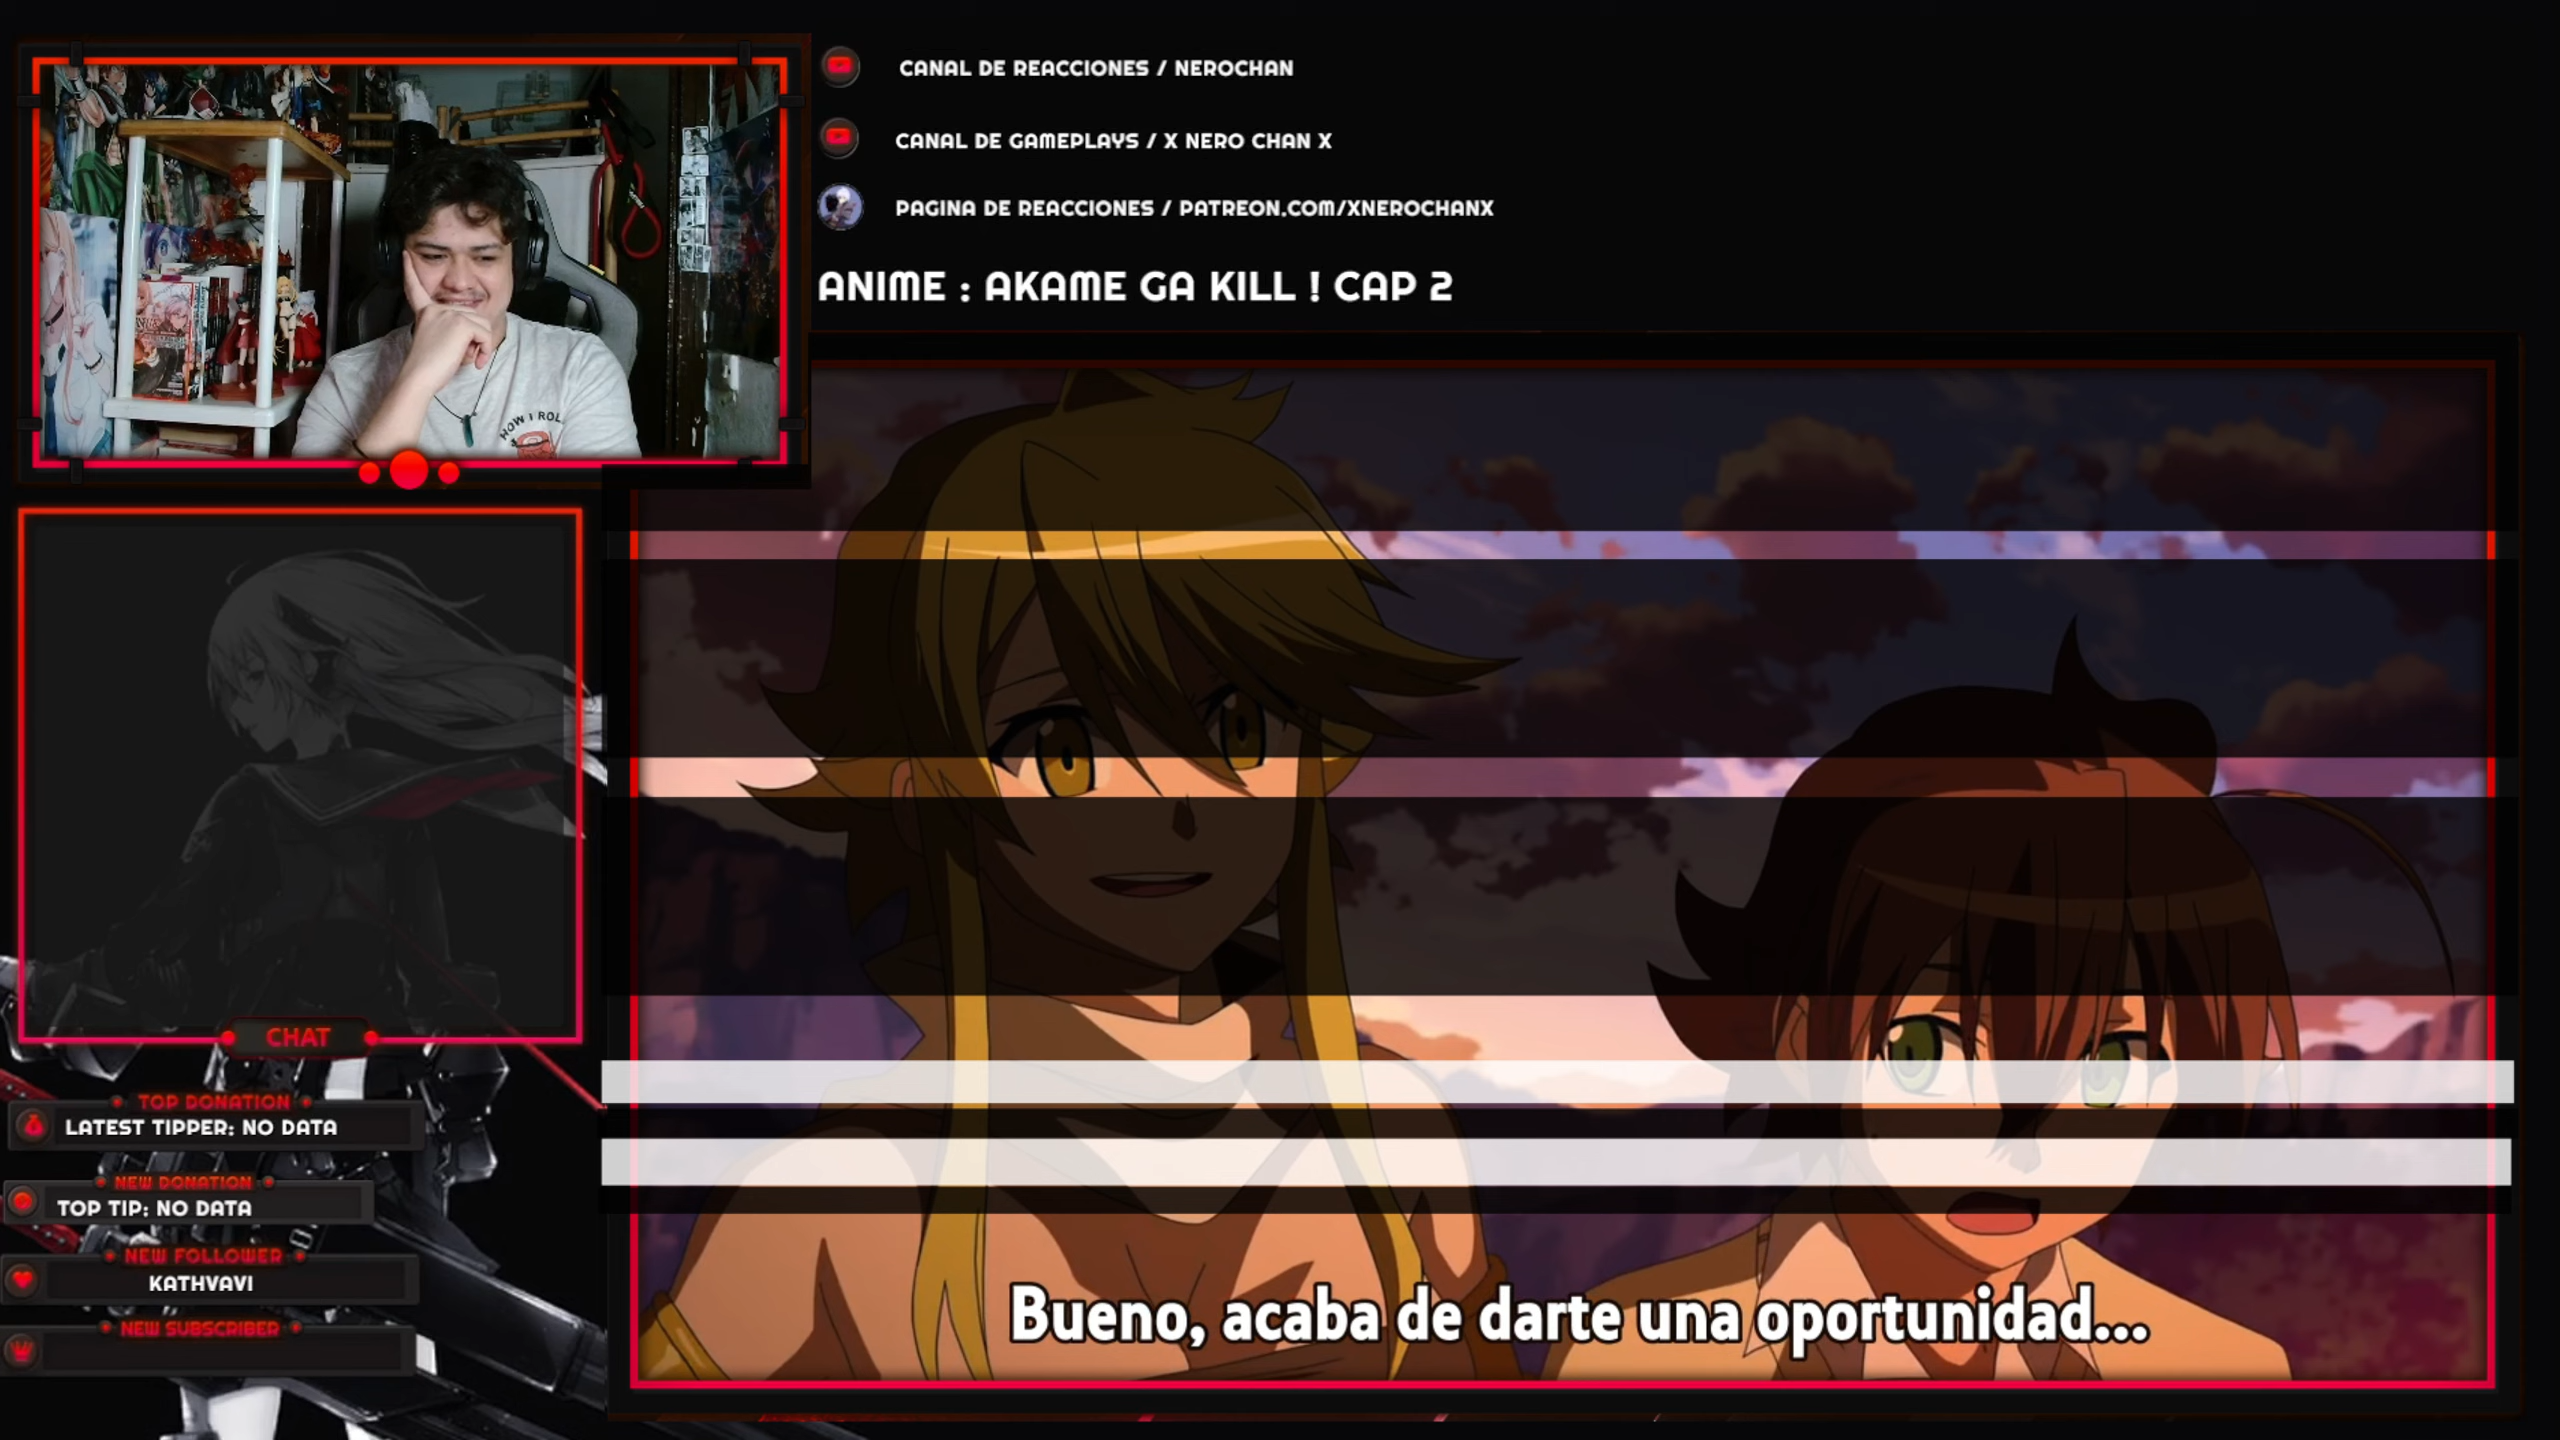 CANAL DE REACCIONES / NEROCHAN
CANAL DE GAMEPLAYS / X NERO CHAN X
PAGINA DE REACCIONES / PATREON.COM/XNEROCHANX
ANIME : AKAME GA KILL ! CAP 2
HOW I ROLL
CHAT
TOP DONATION
LATEST TIPPER: NO DATA
NEW DONATION
TOP TIP: NO DATA
NEW FOLLOWER
KATHVAVI
NEW SUBSCRIBER
Bueno, acaba de darte una oportunidad...